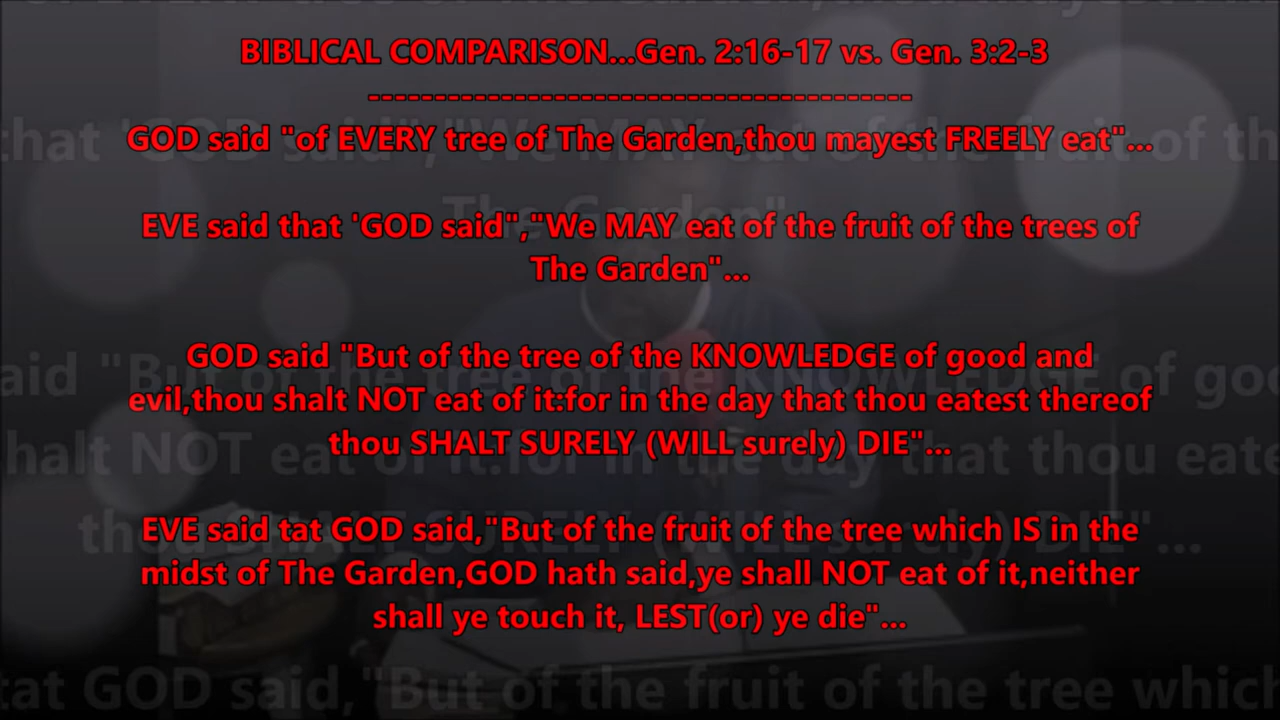 BIBLICAL COMPARISON...Gen. 2:16-17 vs. Gen. 3:2-3
-----------------------------------------
GOD said "of EVERY tree of The Garden,thou mayest FREELY eat"...
EVE said that 'GOD said","We MAY eat of the fruit of the trees of
The Garden"...
GOD said "But of the tree of the KNOWLEDGE of good and
evil,thou shalt NOT eat of it:for in the day that thou eatest thereof
thou SHALT SURELY (WILL surely) DIE"...
EVE said tat GOD said,"But of the fruit of the tree which IS in the
midst of The Garden,GOD hath said,ye shall NOT eat of it,neither
shall ye touch it, LEST(or) ye die"...